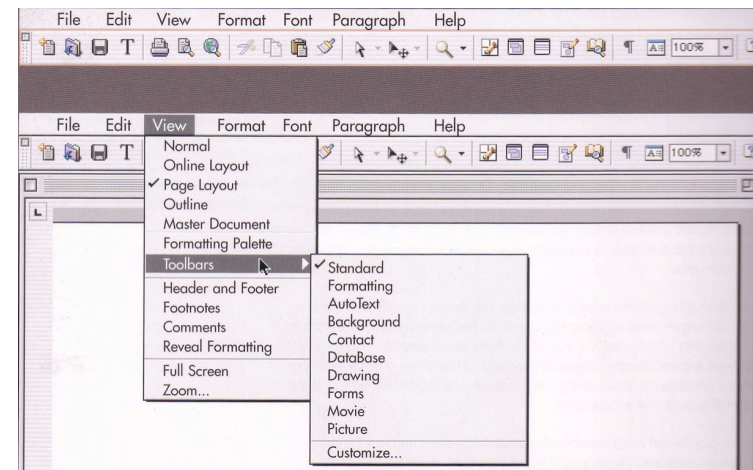 File Edit View Format Font Paragraph Help
T ¶ A 100%
File Edit View Format Font Paragraph Help
T ¶ A 100%
Normal
Online Layout
✓ Page Layout
Outline
Master Document
Formatting Palette
Toolbars
Header and Footer
Footnotes
Comments
Reveal Formatting
Full Screen
Zoom...
✓ Standard
Formatting
AutoText
Background
Contact
DataBase
Drawing
Forms
Movie
Picture
Customize...